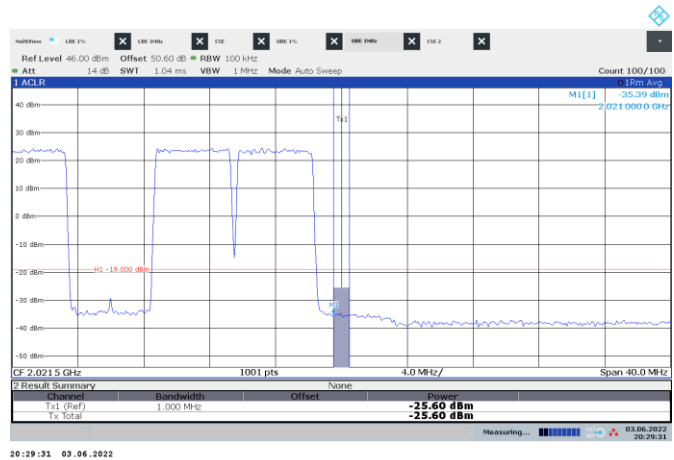 MultiView LBE 1% LBE 1MHz CSE UBE 1% UBE 1MHz CSE 2
Ref Level 46.00 dBm Offset 50.60 dB RBW 100 kHz
Att 14 dB SWT 1.04 ms VBW 1 MHz Mode Auto Sweep Count 100/100
1 ACLR 1Rm Avg
M1[1] -35.39 dBm
2.021 000 0 GHz
40 dBm
Tx1
30 dBm
20 dBm
10 dBm
0 dBm
-10 dBm
H1 -19.000 dBm
-20 dBm
-30 dBm
M1
-40 dBm
-50 dBm
CF 2.0215 GHz 1001 pts 4.0 MHz/ Span 40.0 MHz
2 Result Summary None
Channel Bandwidth Offset Power
Tx1 (Ref) 1.000 MHz -25.60 dBm
Tx Total -25.60 dBm
Measuring... 03.06.2022
20:29:31
20:29:31 03.06.2022